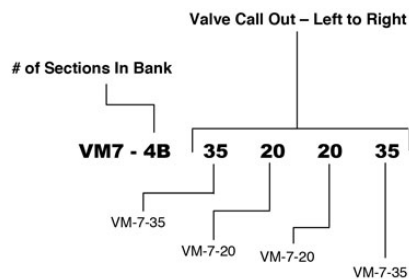 Valve Call Out – Left to Right
# of Sections In Bank
VM7 - 4B 35 20 20 35
VM-7-35
VM-7-20
VM-7-20
VM-7-35